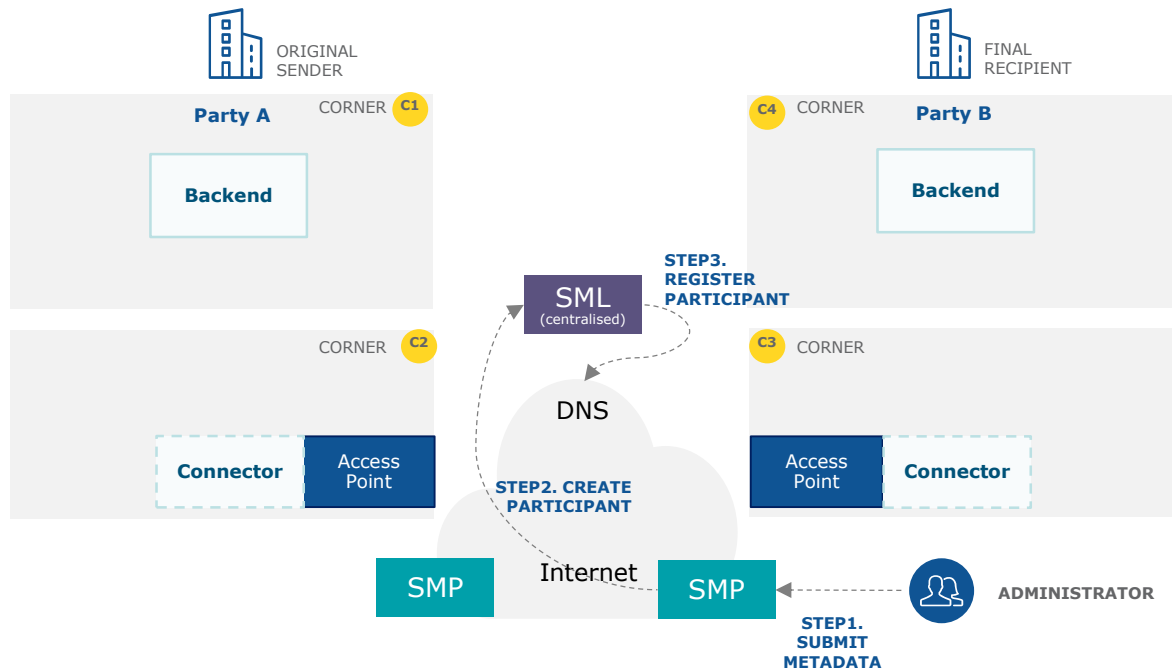 ORIGINAL
SENDER
FINAL
RECIPIENT
CORNER
C1
Party A
Backend
C4
CORNER
Party B
Backend
STEP3.
REGISTER
PARTICIPANT
SML
(centralised)
CORNER
C2
C3
CORNER
DNS
Connector
Access
Point
Access
Point
Connector
STEP2. CREATE
PARTICIPANT
Internet
SMP
SMP
ADMINISTRATOR
STEP1.
SUBMIT
METADATA